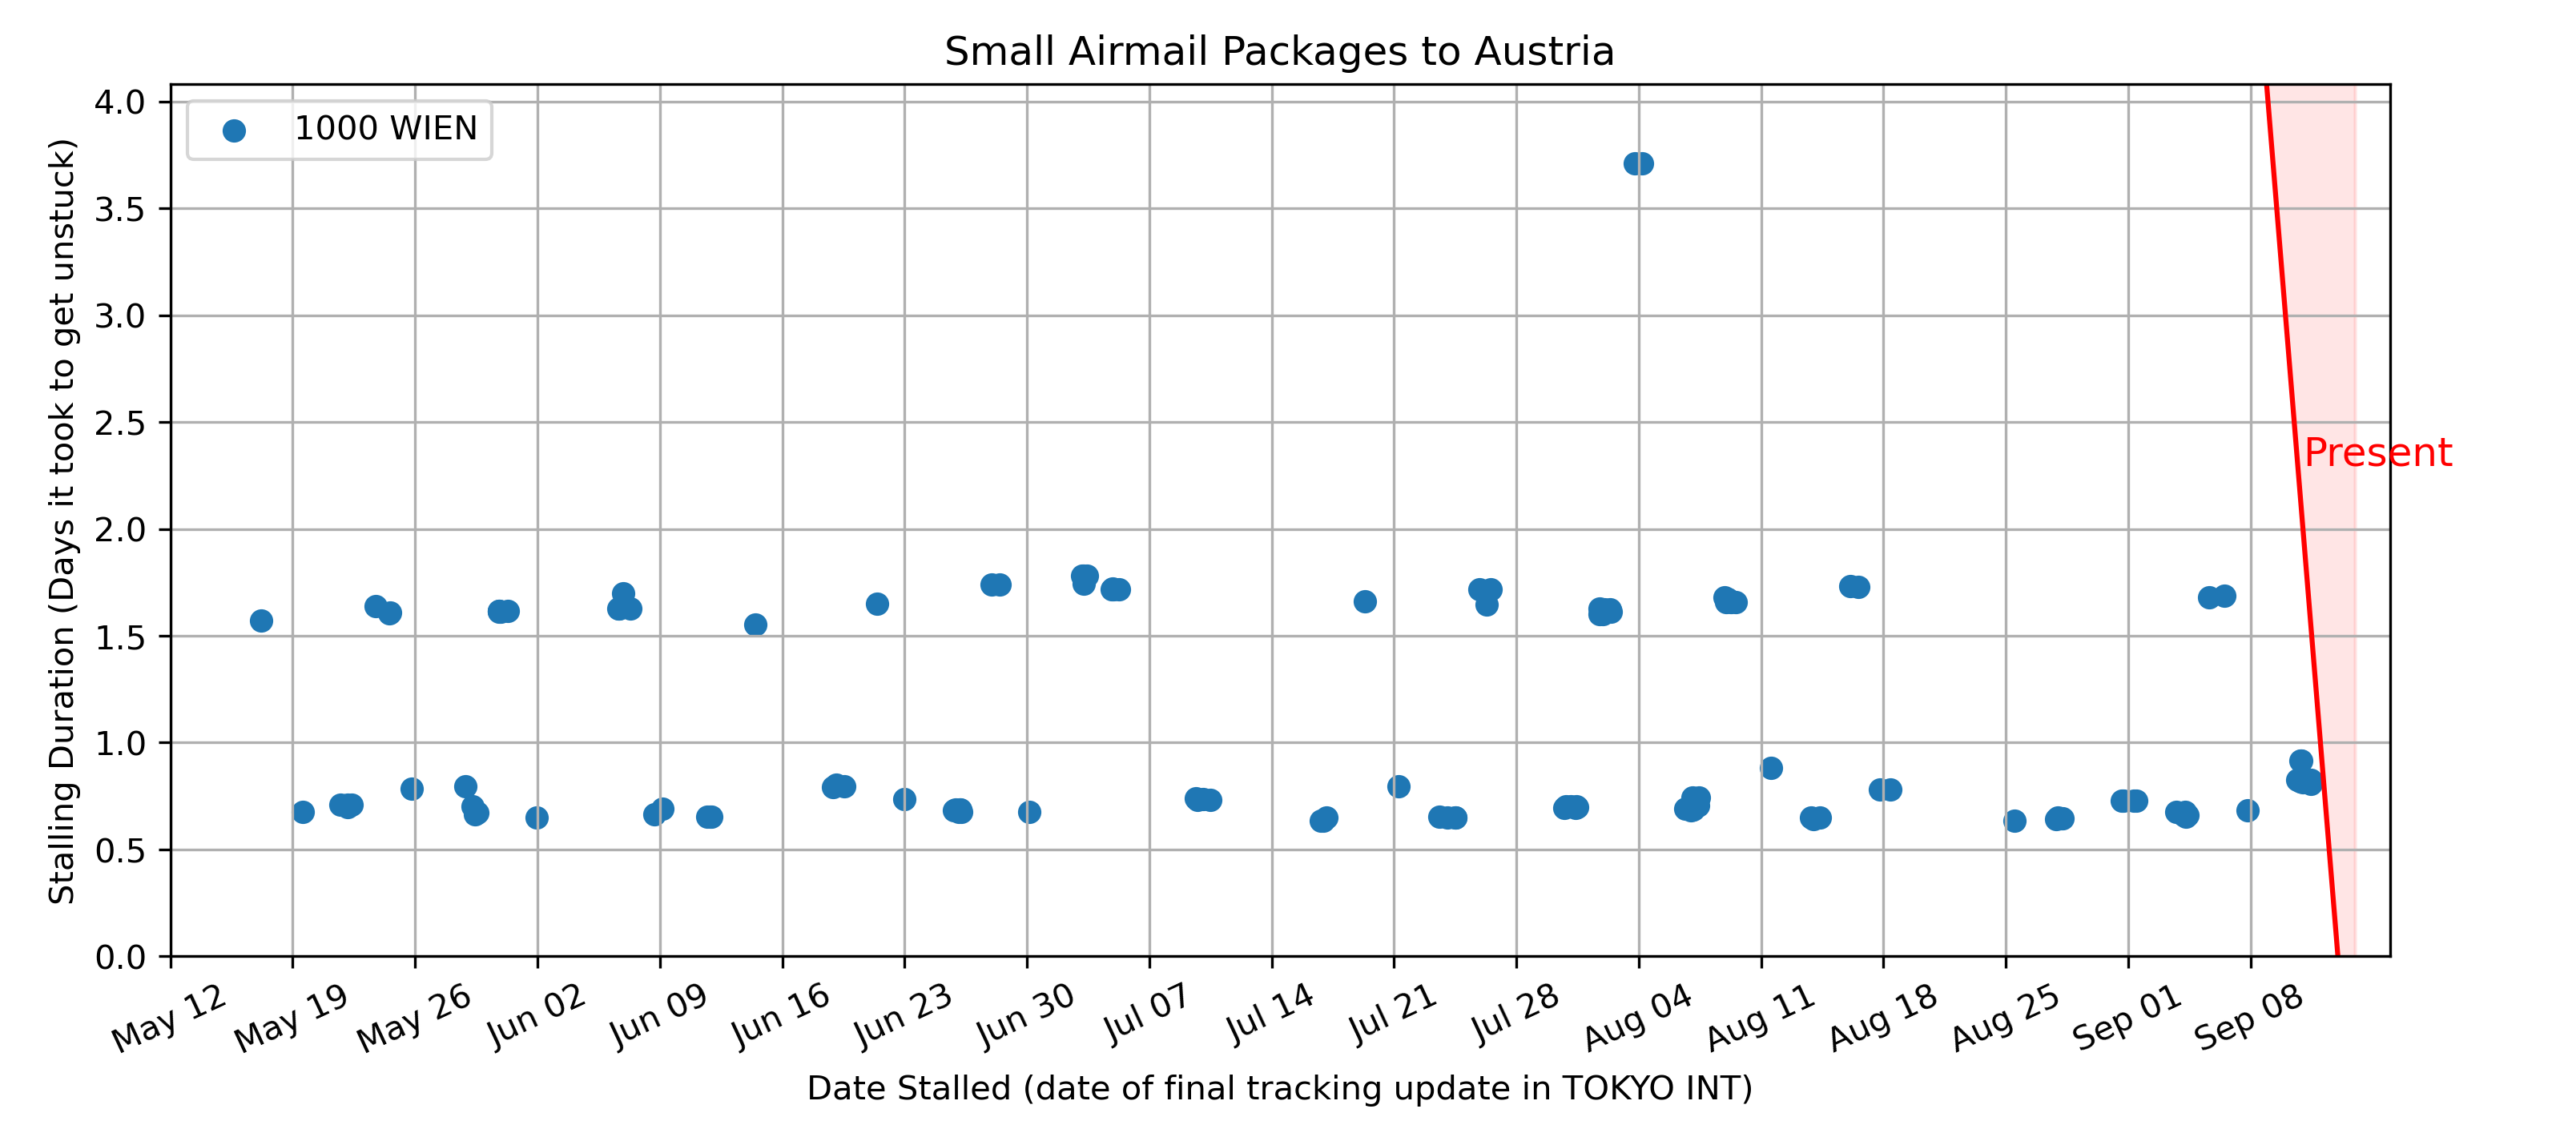 Small Airmail Packages to Austria
1000 WIEN
Stalling Duration (Days it took to get unstuck)
4.0
3.5
3.0
2.5
2.0
1.5
1.0
0.5
0.0
Present
May 12
May 19
May 26
Jun 02
Jun 09
Jun 16
Jun 23
Jun 30
Jul 07
Jul 14
Jul 21
Jul 28
Aug 04
Aug 11
Aug 18
Aug 25
Sep 01
Sep 08
Date Stalled (date of final tracking update in TOKYO INT)